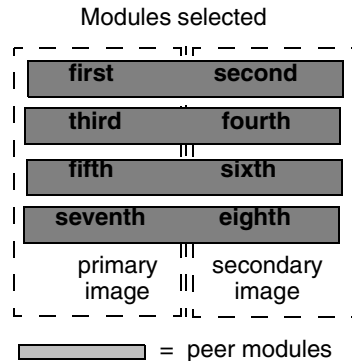 Modules selected
first second
third fourth
fifth sixth
seventh eighth
primary secondary
image image
= peer modules